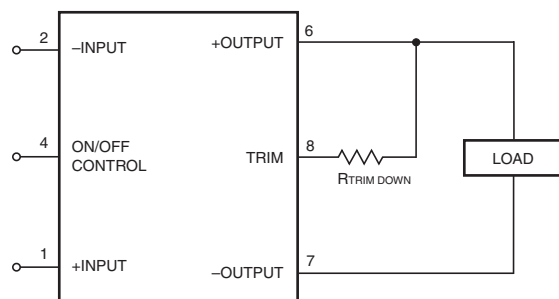 2
–INPUT
+OUTPUT
6
4
ON/OFF
CONTROL
TRIM
8
RTRIM DOWN
LOAD
1
+INPUT
–OUTPUT
7